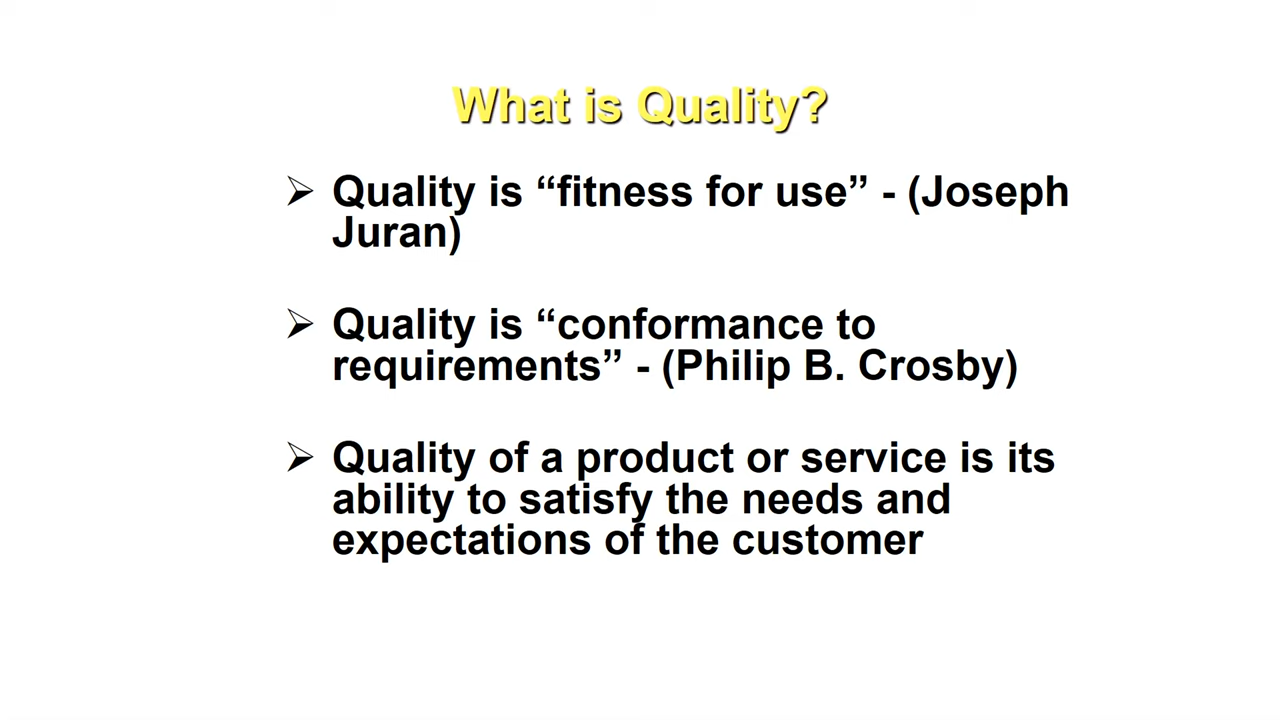 What is Quality?
➢ Quality is “fitness for use” - (Joseph
Juran)
➢ Quality is “conformance to
requirements” - (Philip B. Crosby)
➢ Quality of a product or service is its
ability to satisfy the needs and
expectations of the customer